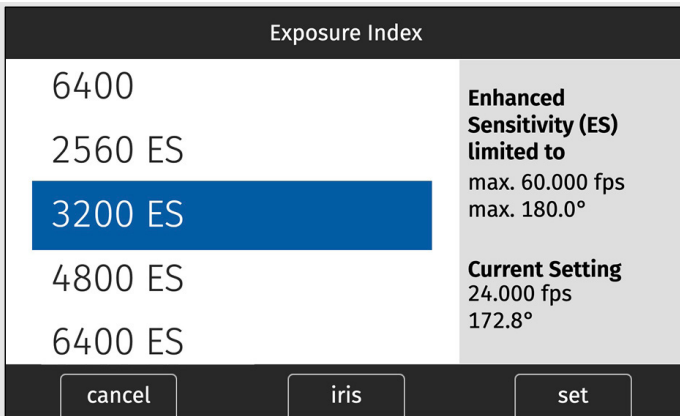 Exposure Index
6400
2560 ES
3200 ES
4800 ES
6400 ES
Enhanced
Sensitivity (ES)
limited to
max. 60.000 fps
max. 180.0°
Current Setting
24.000 fps
172.8°
cancel
iris
set